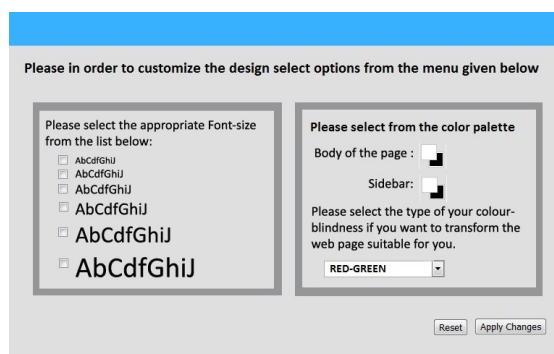 Please in order to customize the design select options from the menu given below
Please select the appropriate Font-size
from the list below:
AbCdfGhiJ
AbCdfGhiJ
AbCdfGhiJ
AbCdfGhiJ
AbCdfGhiJ
AbCdfGhiJ
Please select from the color palette
Body of the page :
Sidebar:
Please select the type of your colour-
blindness if you want to transform the
web page suitable for you.
RED-GREEN
Reset
Apply Changes